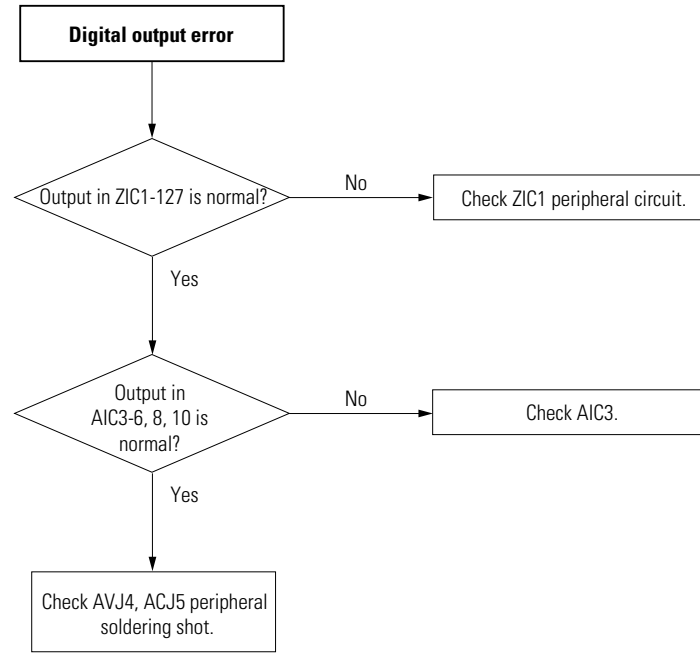 Digital output error
Output in ZIC1-127 is normal?
No
Check ZIC1 peripheral circuit.
Yes
Output in
AIC3-6, 8, 10 is
normal?
No
Check AIC3.
Yes
Check AVJ4, ACJ5 peripheral
soldering shot.